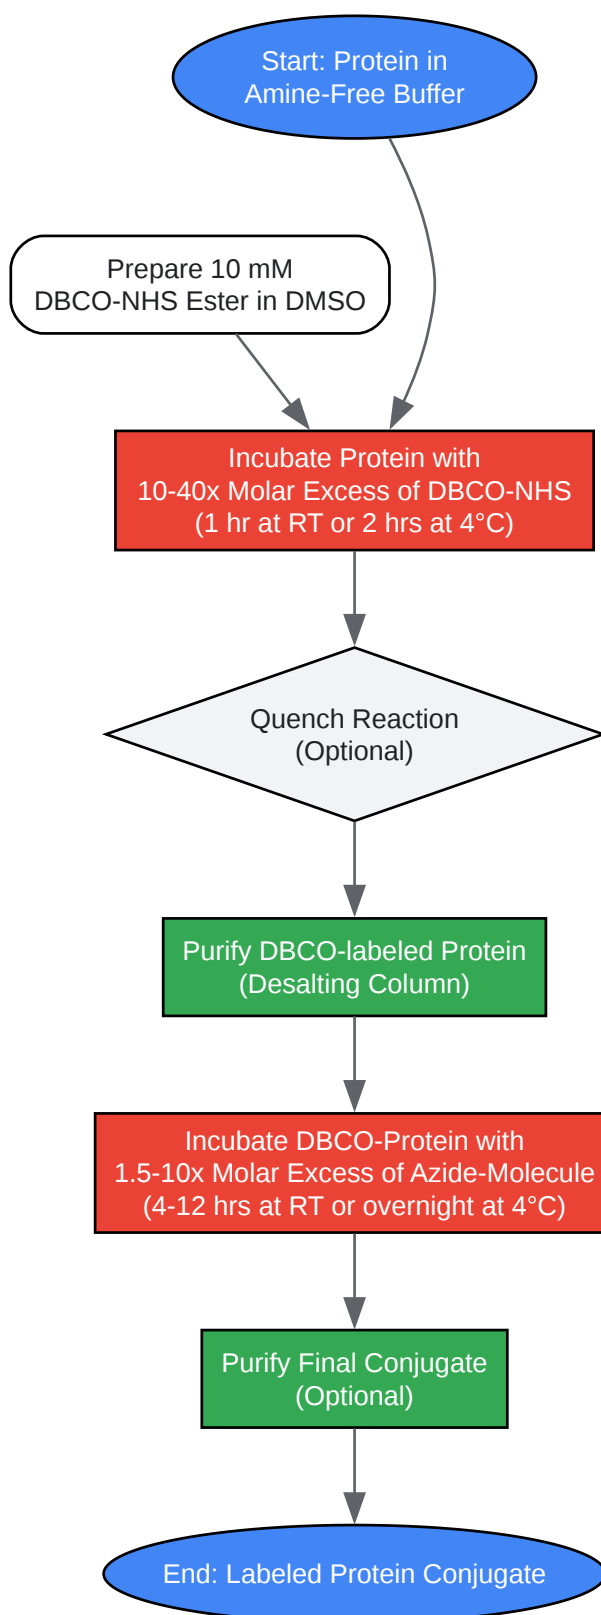 Start: Protein in
Amine-Free Buffer
Prepare 10 mM
DBCO-NHS Ester in DMSO
Incubate Protein with
10-40x Molar Excess of DBCO-NHS
(1 hr at RT or 2 hrs at 4°C)
Quench Reaction
(Optional)
Purify DBCO-labeled Protein
(Desalting Column)
Incubate DBCO-Protein with
1.5-10x Molar Excess of Azide-Molecule
(4-12 hrs at RT or overnight at 4°C)
Purify Final Conjugate
(Optional)
End: Labeled Protein Conjugate